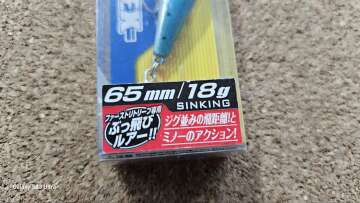 EX
65mm/18g
SINKING
ファーストリトリーブ専用
ぶっ飛び
ルアー!!
ジグ並みの飛距離!と
ミノーのアクション!